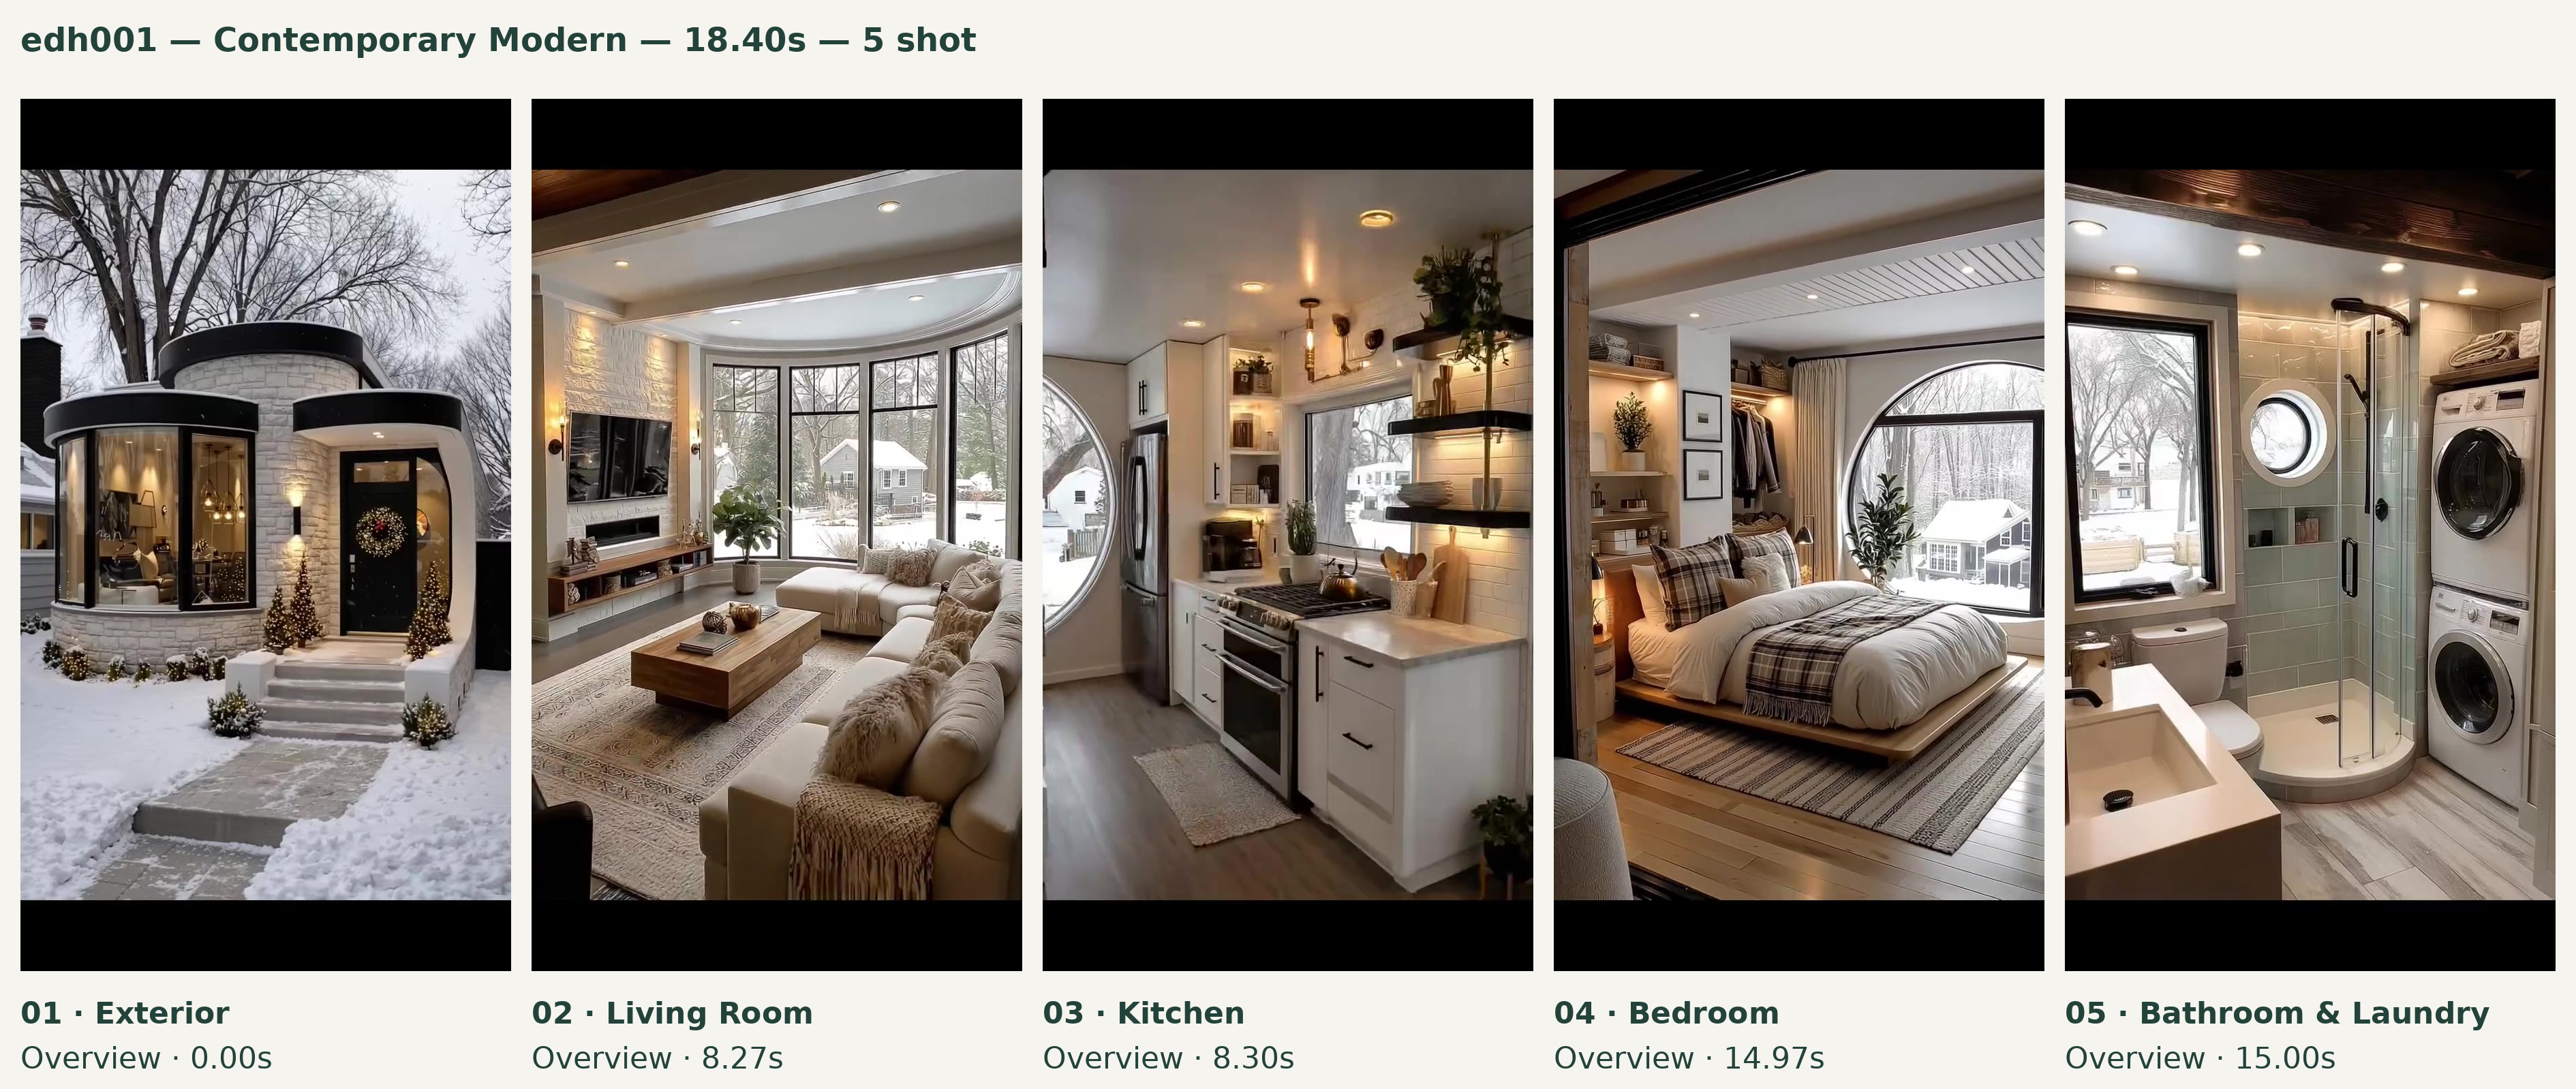 edh001 — Contemporary Modern — 18.40s — 5 shot
01 · Exterior
Overview · 0.00s
02 · Living Room
Overview · 8.27s
03 · Kitchen
Overview · 8.30s
04 · Bedroom
Overview · 14.97s
05 · Bathroom & Laundry
Overview · 15.00s